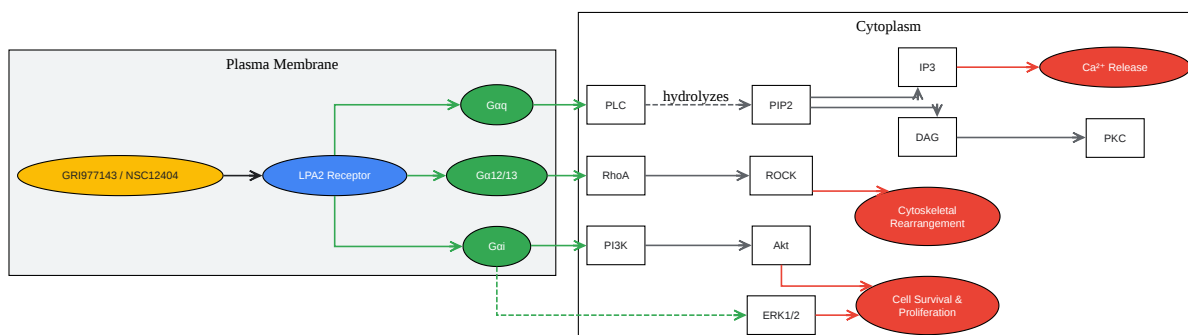 Cytoplasm
Plasma Membrane
IP3
Ca²⁺ Release
Gαq
PLC
hydrolyzes
PIP2
DAG
PKC
GRI977143 / NSC12404
LPA2 Receptor
Gα12/13
RhoA
ROCK
Cytoskeletal
Rearrangement
Gαi
PI3K
Akt
Cell Survival &
Proliferation
ERK1/2